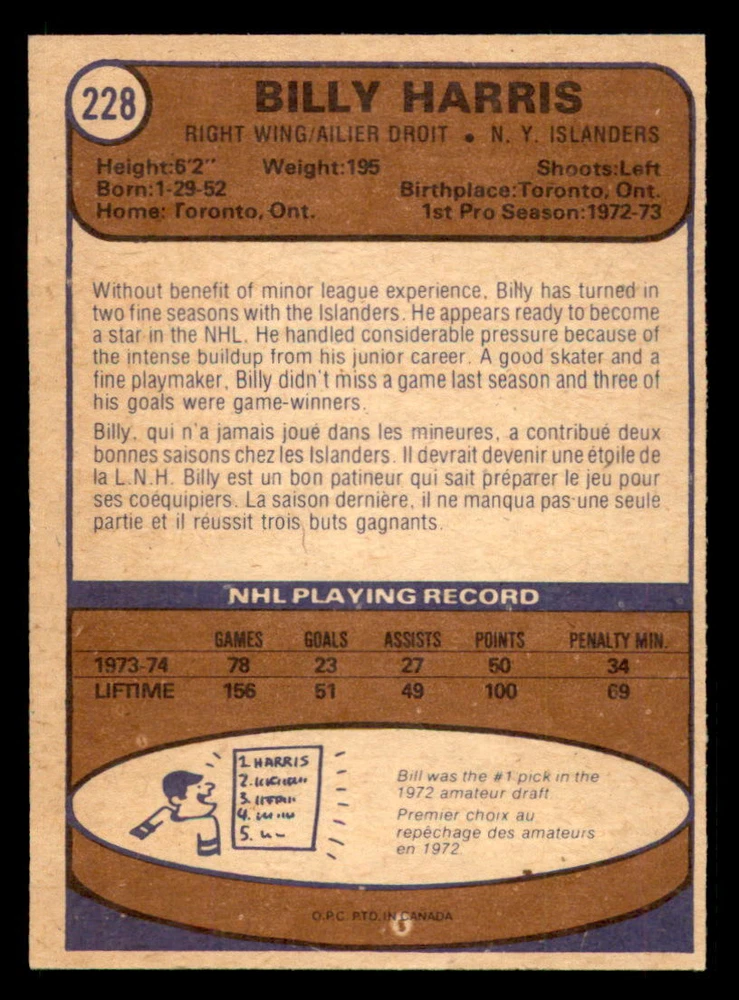 228
BILLY HARRIS
RIGHT WING/AILIER DROIT • N. Y. ISLANDERS
Height:6'2" Weight:195 Shoots:Left
Born:1-29-52 Birthplace:Toronto, Ont.
Home: Toronto, Ont. 1st Pro Season:1972-73
Without benefit of minor league experience, Billy has turned in
two fine seasons with the Islanders. He appears ready to become
a star in the NHL. He handled considerable pressure because of
the intense buildup from his junior career. A good skater and a
fine playmaker, Billy didn't miss a game last season and three of
his goals were game-winners.
Billy, qui n'a jamais joué dans les mineures, a contribué deux
bonnes saisons chez les Islanders. Il devrait devenir une étoile de
la L.N.H. Billy est un bon patineur qui sait préparer le jeu pour
ses coéquipiers. La saison dernière, il ne manqua pas une seule
partie et il réussit trois buts gagnants.
NHL PLAYING RECORD
GAMES GOALS ASSISTS POINTS PENALTY MIN.
1973-74 78 23 27 50 34
LIFTIME 156 51 49 100 69
1. HARRIS
2.
3.
4.
5.
Bill was the #1 pick in the
1972 amateur draft
Premier choix au
repêchage des amateurs
en 1972.
O.P.C. PTD. IN CANADA